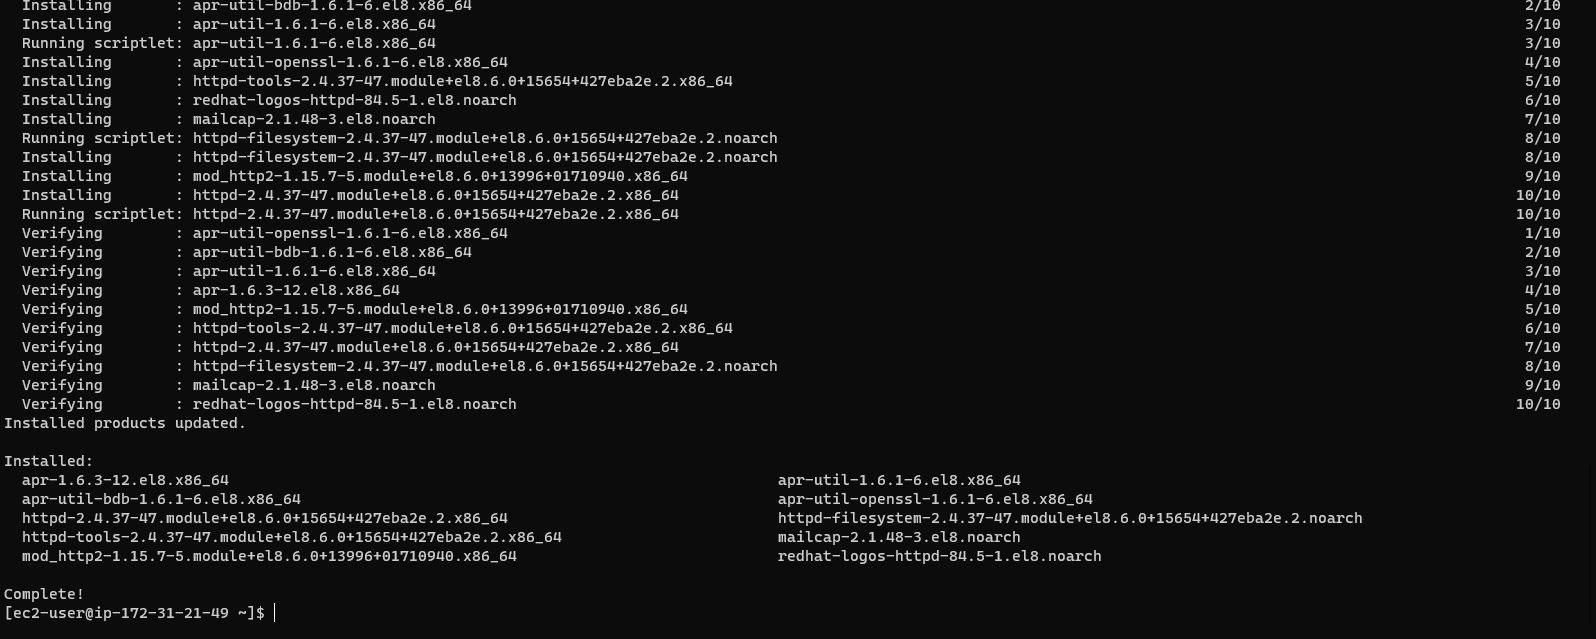 Installing       : apr-util-bdb-1.6.1-6.el8.x86_64 2/10
Installing       : apr-util-1.6.1-6.el8.x86_64 3/10
Running scriptlet: apr-util-1.6.1-6.el8.x86_64 3/10
Installing       : apr-util-openssl-1.6.1-6.el8.x86_64 4/10
Installing       : httpd-tools-2.4.37-47.module+el8.6.0+15654+427eba2e.2.x86_64 5/10
Installing       : redhat-logos-httpd-84.5-1.el8.noarch 6/10
Installing       : mailcap-2.1.48-3.el8.noarch 7/10
Running scriptlet: httpd-filesystem-2.4.37-47.module+el8.6.0+15654+427eba2e.2.noarch 8/10
Installing       : httpd-filesystem-2.4.37-47.module+el8.6.0+15654+427eba2e.2.noarch 8/10
Installing       : mod_http2-1.15.7-5.module+el8.6.0+13996+01710940.x86_64 9/10
Installing       : httpd-2.4.37-47.module+el8.6.0+15654+427eba2e.2.x86_64 10/10
Running scriptlet: httpd-2.4.37-47.module+el8.6.0+15654+427eba2e.2.x86_64 10/10
Verifying        : apr-util-openssl-1.6.1-6.el8.x86_64 1/10
Verifying        : apr-util-bdb-1.6.1-6.el8.x86_64 2/10
Verifying        : apr-util-1.6.1-6.el8.x86_64 3/10
Verifying        : apr-1.6.3-12.el8.x86_64 4/10
Verifying        : mod_http2-1.15.7-5.module+el8.6.0+13996+01710940.x86_64 5/10
Verifying        : httpd-tools-2.4.37-47.module+el8.6.0+15654+427eba2e.2.x86_64 6/10
Verifying        : httpd-2.4.37-47.module+el8.6.0+15654+427eba2e.2.x86_64 7/10
Verifying        : httpd-filesystem-2.4.37-47.module+el8.6.0+15654+427eba2e.2.noarch 8/10
Verifying        : mailcap-2.1.48-3.el8.noarch 9/10
Verifying        : redhat-logos-httpd-84.5-1.el8.noarch 10/10
Installed products updated.
Installed:
apr-1.6.3-12.el8.x86_64 apr-util-1.6.1-6.el8.x86_64
apr-util-bdb-1.6.1-6.el8.x86_64 apr-util-openssl-1.6.1-6.el8.x86_64
httpd-2.4.37-47.module+el8.6.0+15654+427eba2e.2.x86_64 httpd-filesystem-2.4.37-47.module+el8.6.0+15654+427eba2e.2.noarch
httpd-tools-2.4.37-47.module+el8.6.0+15654+427eba2e.2.x86_64 mailcap-2.1.48-3.el8.noarch
mod_http2-1.15.7-5.module+el8.6.0+13996+01710940.x86_64 redhat-logos-httpd-84.5-1.el8.noarch
Complete!
[ec2-user@ip-172-31-21-49 ~]$